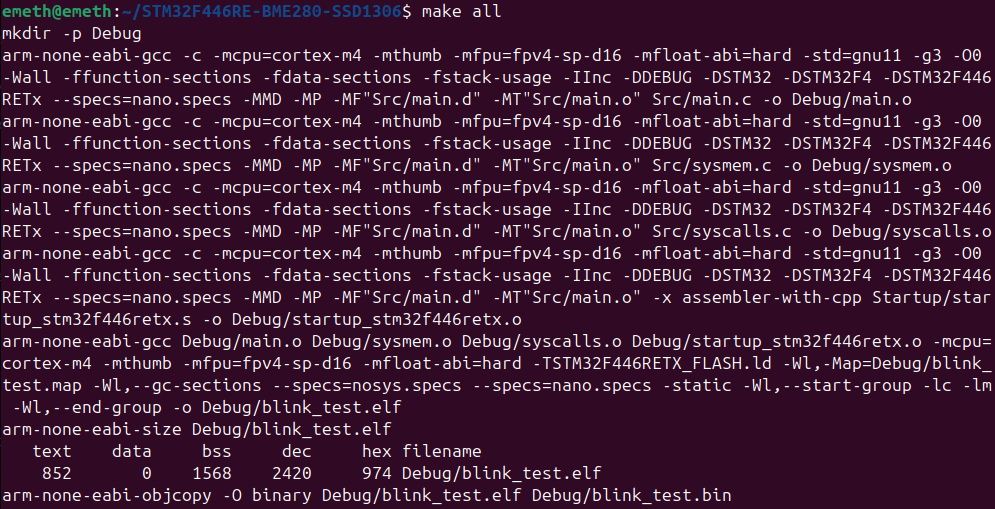 emeth@emeth:~/STM32F446RE-BME280-SSD1306$ make all
mkdir -p Debug
arm-none-eabi-gcc -c -mcpu=cortex-m4 -mthumb -mfpu=fpv4-sp-d16 -mfloat-abi=hard -std=gnu11 -g3 -O0
-Wall -ffunction-sections -fdata-sections -fstack-usage -IInc -DDEBUG -DSTM32 -DSTM32F4 -DSTM32F446
RETx --specs=nano.specs -MMD -MP -MF"Src/main.d" -MT"Src/main.o" Src/main.c -o Debug/main.o
arm-none-eabi-gcc -c -mcpu=cortex-m4 -mthumb -mfpu=fpv4-sp-d16 -mfloat-abi=hard -std=gnu11 -g3 -O0
-Wall -ffunction-sections -fdata-sections -fstack-usage -IInc -DDEBUG -DSTM32 -DSTM32F4 -DSTM32F446
RETx --specs=nano.specs -MMD -MP -MF"Src/main.d" -MT"Src/main.o" Src/sysmem.c -o Debug/sysmem.o
arm-none-eabi-gcc -c -mcpu=cortex-m4 -mthumb -mfpu=fpv4-sp-d16 -mfloat-abi=hard -std=gnu11 -g3 -O0
-Wall -ffunction-sections -fdata-sections -fstack-usage -IInc -DDEBUG -DSTM32 -DSTM32F4 -DSTM32F446
RETx --specs=nano.specs -MMD -MP -MF"Src/main.d" -MT"Src/main.o" Src/syscalls.c -o Debug/syscalls.o
arm-none-eabi-gcc -c -mcpu=cortex-m4 -mthumb -mfpu=fpv4-sp-d16 -mfloat-abi=hard -std=gnu11 -g3 -O0
-Wall -ffunction-sections -fdata-sections -fstack-usage -IInc -DDEBUG -DSTM32 -DSTM32F4 -DSTM32F446
RETx --specs=nano.specs -MMD -MP -MF"Src/main.d" -MT"Src/main.o" -x assembler-with-cpp Startup/star
tup_stm32f446retx.s -o Debug/startup_stm32f446retx.o
arm-none-eabi-gcc Debug/main.o Debug/sysmem.o Debug/syscalls.o Debug/startup_stm32f446retx.o -mcpu=
cortex-m4 -mthumb -mfpu=fpv4-sp-d16 -mfloat-abi=hard -TSTM32F446RETX_FLASH.ld -Wl,-Map=Debug/blink_
test.map -Wl,--gc-sections --specs=nosys.specs --specs=nano.specs -static -Wl,--start-group -lc -lm
-Wl,--end-group -o Debug/blink_test.elf
arm-none-eabi-size Debug/blink_test.elf
text data bss dec hex filename
852 0 1568 2420 974 Debug/blink_test.elf
arm-none-eabi-objcopy -O binary Debug/blink_test.elf Debug/blink_test.bin